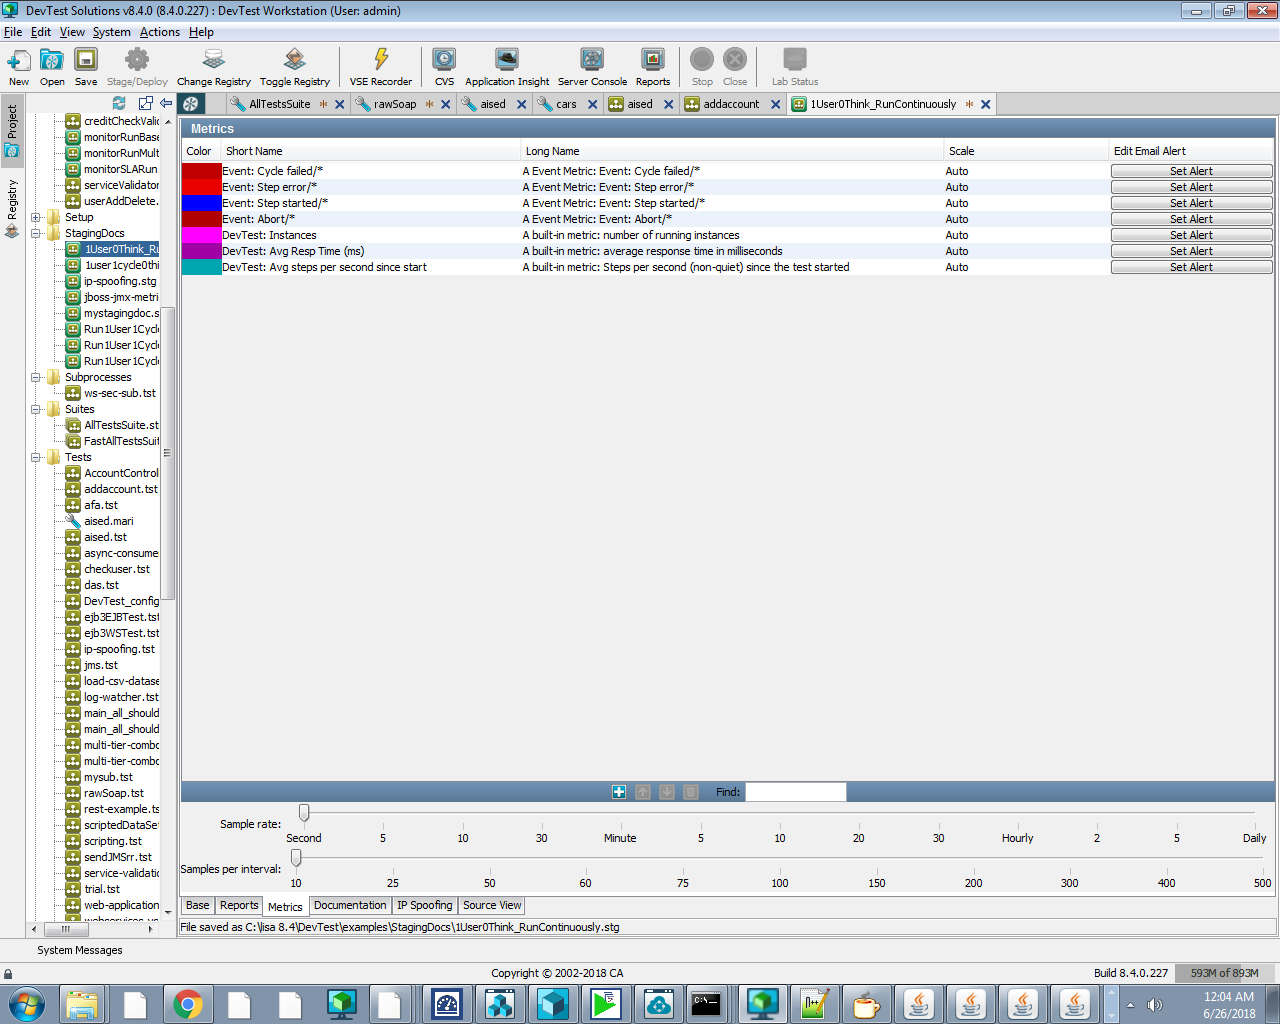 DevTest Solutions v8.4.0 (8.4.0.227) : DevTest Workstation (User: admin)
File Edit View System Actions Help
New Open Save Stage/Deploy Change Registry Toggle Registry VSE Recorder CVS Application Insight Server Console Reports Stop Close Lab Status
Project
Registry
AllTestsSuite rawSoap aised cars aised addaccount 1User0Think_RunContinuously
creditCheckVali
monitorRunBase
monitorRunMult
monitorSLARun
serviceValidator
userAddDelete.
Setup
StagingDocs
1User0Think_Ru
1user1cycle0thi
ip-spoofing.stg
jboss-jmx-metri
mystagingdoc.s
Run1User1Cycle
Run1User1Cycle
Run1User1Cycle
Subprocesses
ws-sec-sub.tst
Suites
AllTestsSuite.st
FastAllTestsSuit
Tests
AccountControl
addaccount.tst
afa.tst
aised.mari
aised.tst
async-consume
checkuser.tst
das.tst
DevTest_config
ejb3EJBTest.tst
ejb3WSTest.tst
ip-spoofing.tst
jms.tst
load-csv-datase
log-watcher.tst
main_all_should
main_all_should
multi-tier-combo
multi-tier-combo
mysub.tst
rawSoap.tst
rest-example.ts
scriptedDataSe
scripting.tst
sendJMSrr.tst
service-validatio
trial.tst
web-application
webservices-ve
Metrics
Color Short Name Long Name Scale Edit Email Alert
Event: Cycle failed/* A Event Metric: Event: Cycle failed/* Auto Set Alert
Event: Step error/* A Event Metric: Event: Step error/* Auto Set Alert
Event: Step started/* A Event Metric: Event: Step started/* Auto Set Alert
Event: Abort/* A Event Metric: Event: Abort/* Auto Set Alert
DevTest: Instances A built-in metric: number of running instances Auto Set Alert
DevTest: Avg Resp Time (ms) A built-in metric: average response time in milliseconds Auto Set Alert
DevTest: Avg steps per second since start A built-in metric: Steps per second (non-quiet) since the test started Auto Set Alert
Find:
Sample rate:
Second 5 10 30 Minute 5 10 20 30 Hourly 2 5 Daily
Samples per interval:
10 25 50 60 75 100 150 200 300 400 500
Base Reports Metrics Documentation IP Spoofing Source View
File saved as C:\lisa 8.4\DevTest\examples\StagingDocs\1User0Think_RunContinuously.stg
System Messages
Copyright © 2002-2018 CA
Build 8.4.0.227
593M of 893M
12:04 AM
6/26/2018